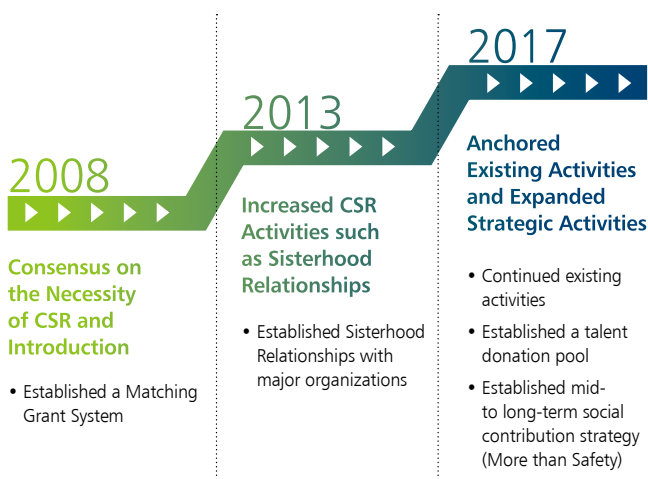 2008
Consensus on
the Necessity
of CSR and
Introduction
• Established a Matching
Grant System
2013
Increased CSR
Activities such
as Sisterhood
Relationships
• Established Sisterhood
Relationships with
major organizations
2017
Anchored
Existing Activities
and Expanded
Strategic Activities
• Continued existing
activities
• Established a talent
donation pool
• Established mid-
to long-term social
contribution strategy
(More than Safety)